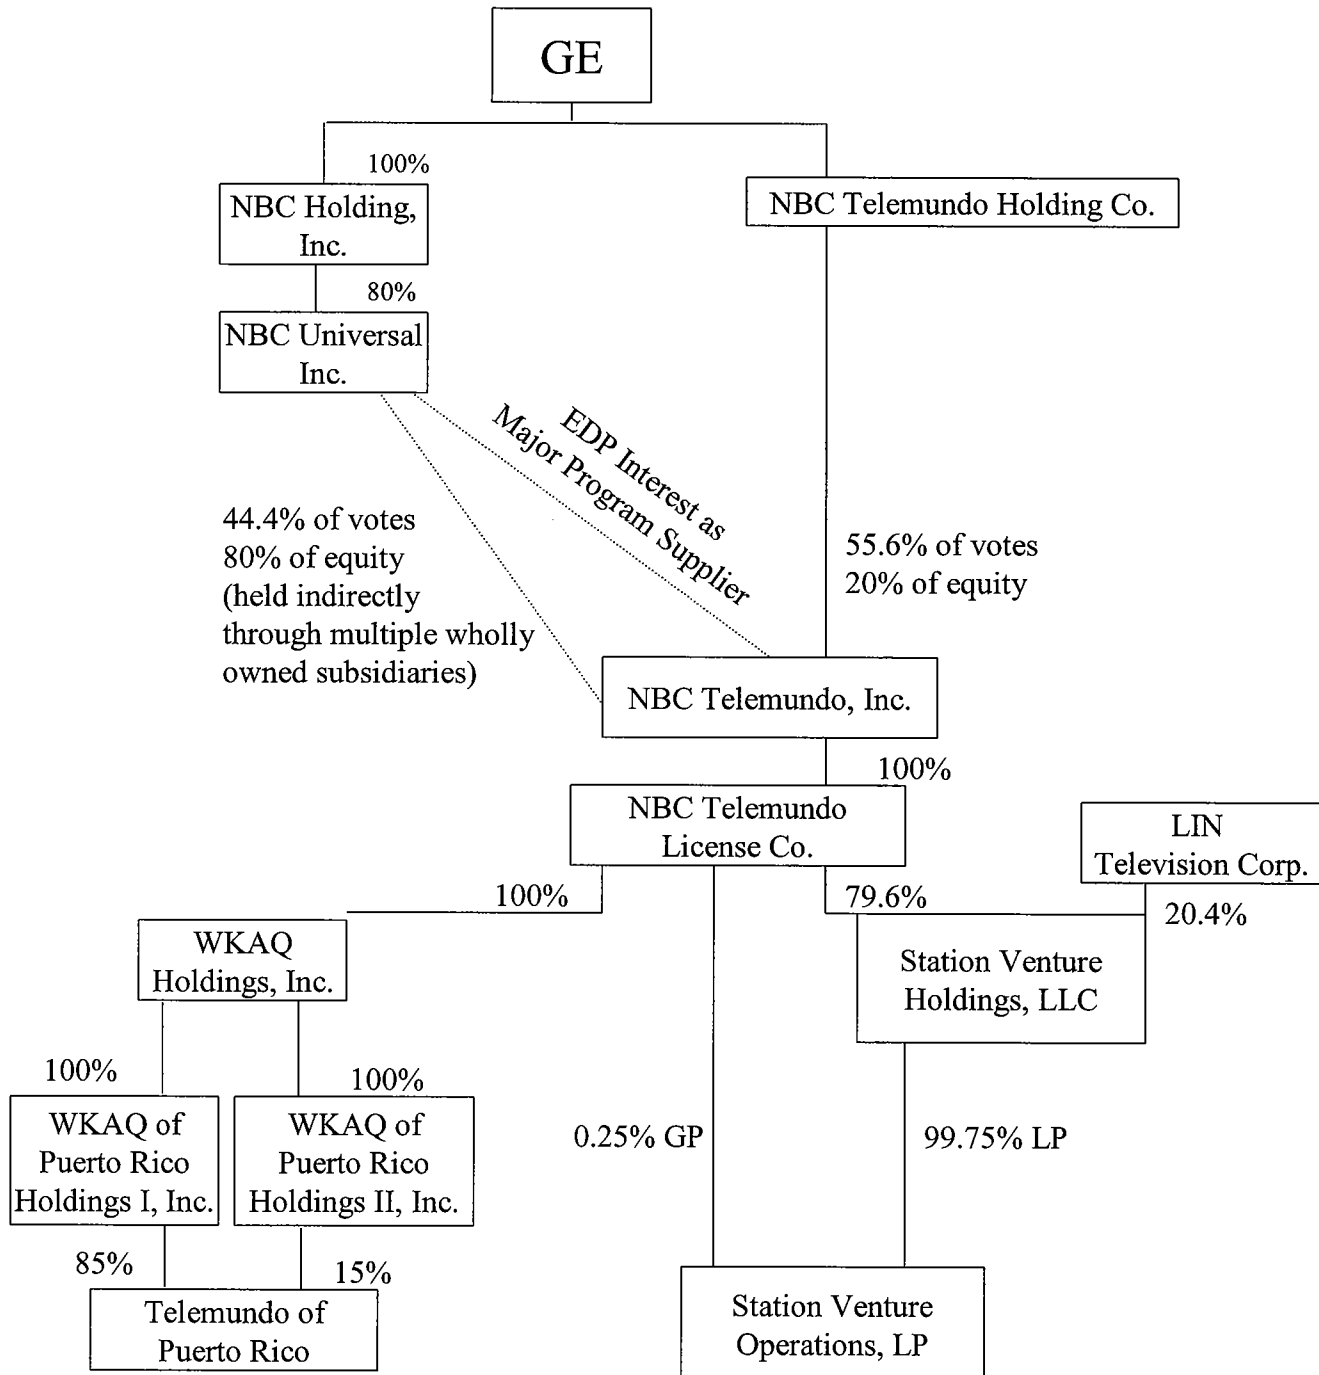 GE
100%
NBC Holding,
Inc.
NBC Telemundo Holding Co.
80%
NBC Universal
Inc.
EDP Interest as
Major Program Supplier
44.4% of votes
80% of equity
(held indirectly
through multiple wholly
owned subsidiaries)
55.6% of votes
20% of equity
NBC Telemundo, Inc.
100%
NBC Telemundo
License Co.
LIN
Television Corp.
100%
79.6%
20.4%
WKAQ
Holdings, Inc.
Station Venture
Holdings, LLC
100%
100%
WKAQ of
Puerto Rico
Holdings I, Inc.
WKAQ of
Puerto Rico
Holdings II, Inc.
0.25% GP
99.75% LP
85%
15%
Telemundo of
Puerto Rico
Station Venture
Operations, LP